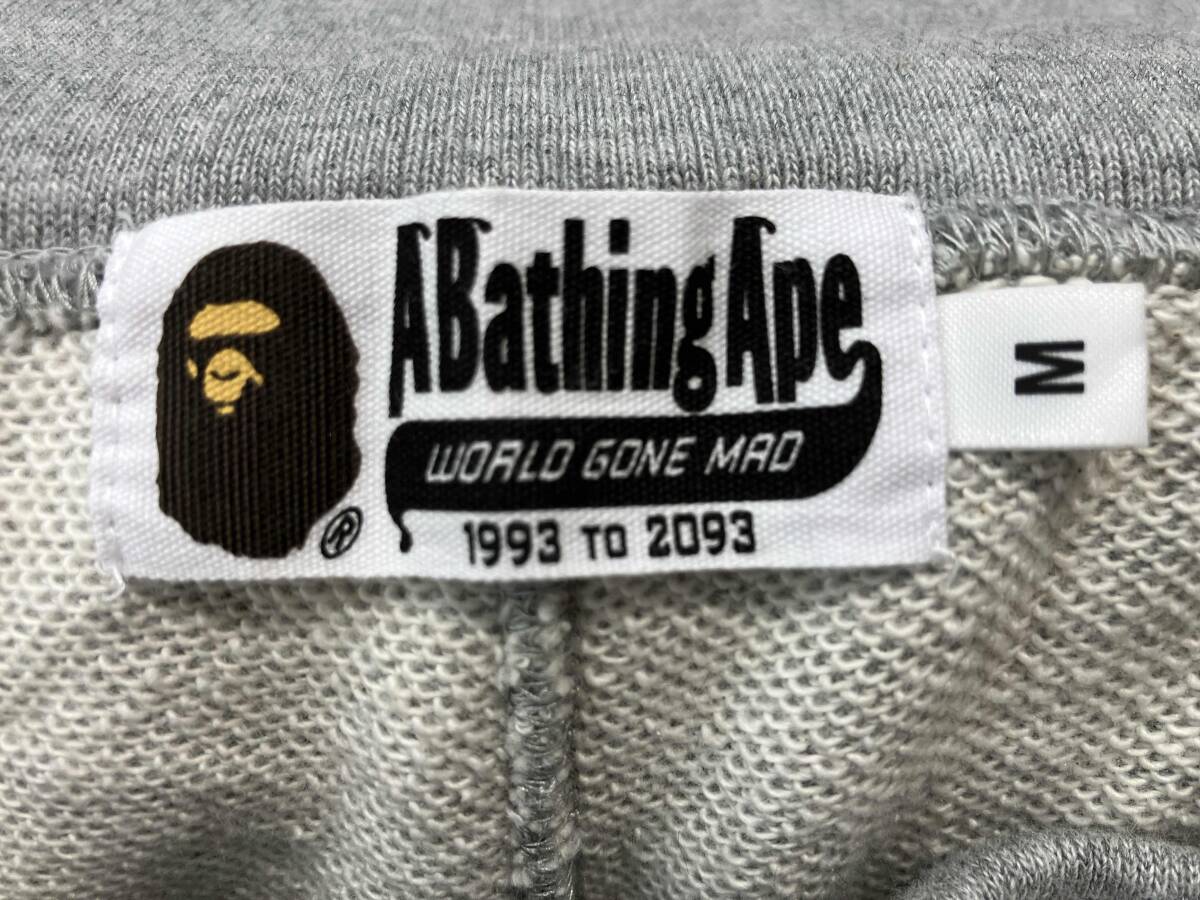 ABathingApe
WORLD GONE MAD
1993 TO 2093
®
M